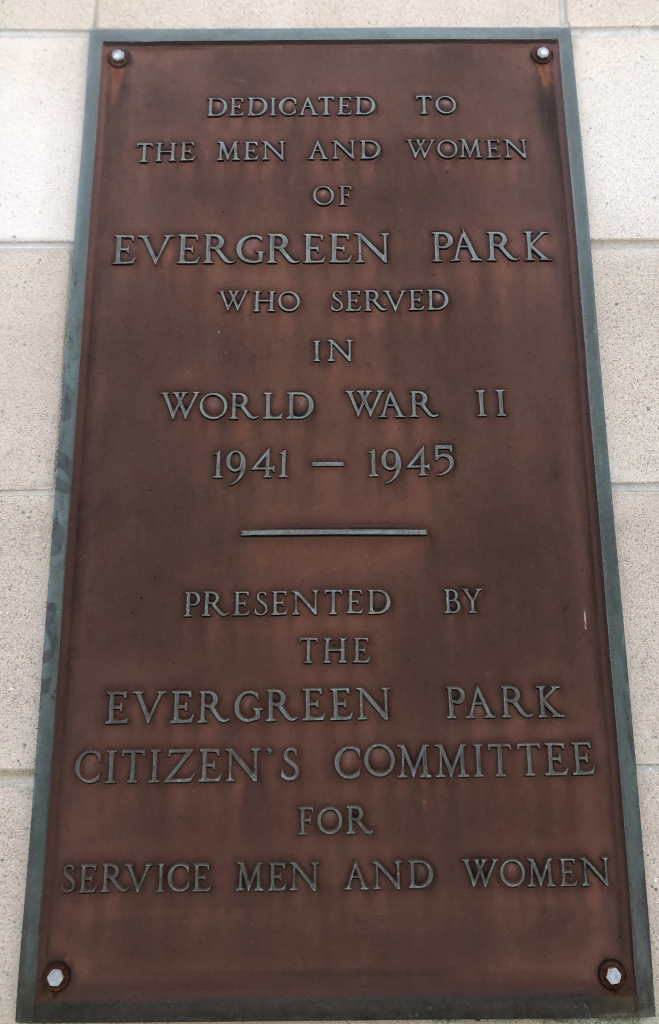 DEDICATED TO
THE MEN AND WOMEN
OF
EVERGREEN PARK
WHO SERVED
IN
WORLD WAR II
1941 — 1945
PRESENTED BY
THE
EVERGREEN PARK
CITIZEN'S COMMITTEE
FOR
SERVICE MEN AND WOMEN